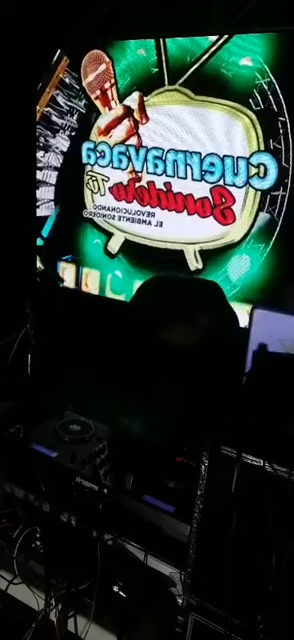 Cuernavaca
Sonidera TV
REVOLUCIONANDO
EL AMBIENTE SONIDERO